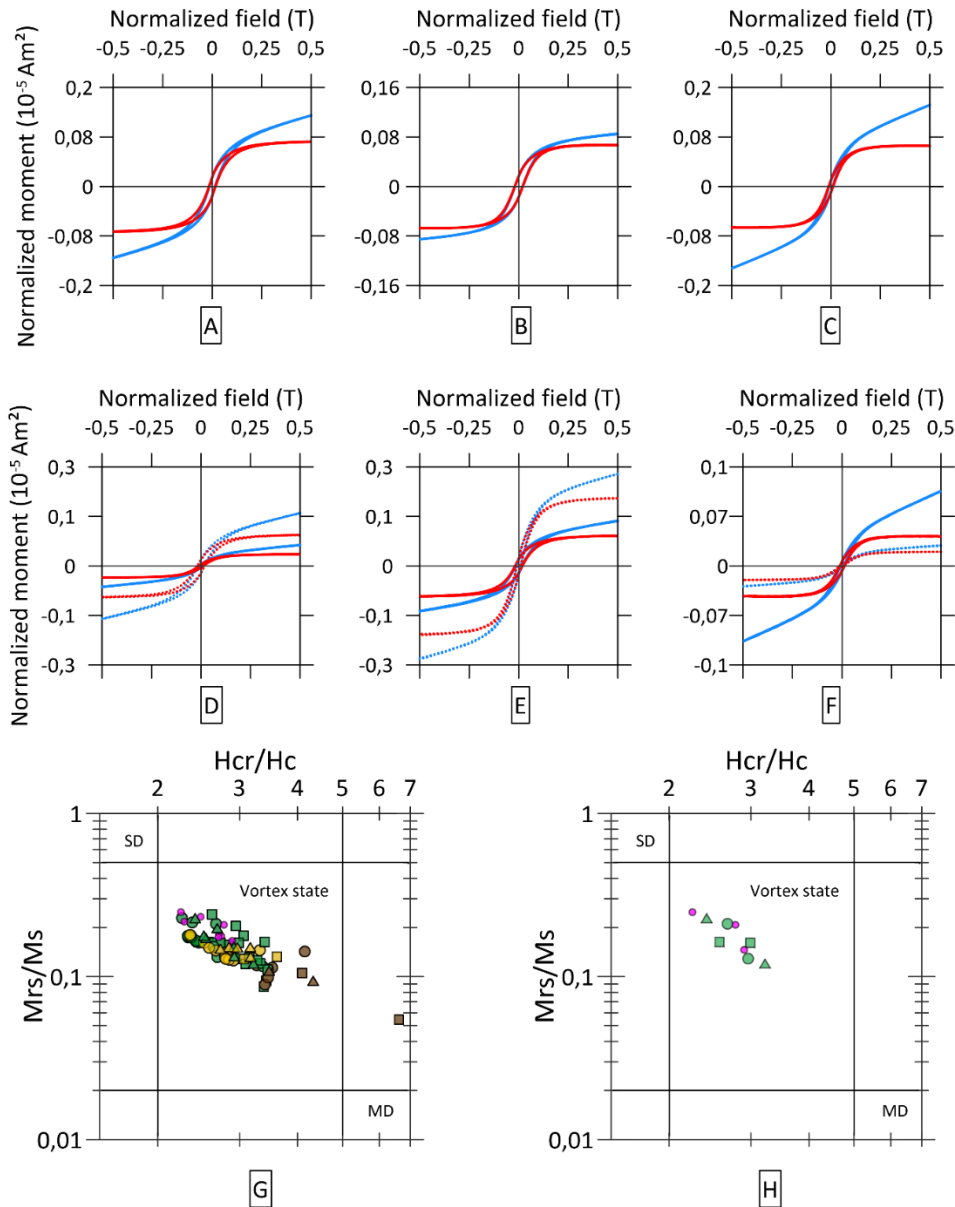 Normalized field (T) Normalized field (T) Normalized field (T)
-0,5 0 0,5 -0,5 0 0,5 -0,5 0 0,5
-0,25 0,25 -0,25 0,25 -0,25 0,25
Normalized moment (10⁻⁵ Am²)
0,2 0,16 0,2
0,08 0,08 0,08
0 0 0
-0,08 -0,08 -0,08
-0,2 -0,16 -0,2
A B C
Normalized field (T) Normalized field (T) Normalized field (T)
-0,5 0 0,5 -0,5 0 0,5 -0,5 0 0,5
-0,25 0,25 -0,25 0,25 -0,25 0,25
Normalized moment (10⁻⁵ Am²)
0,3 0,3 0,1
0,1 0,1 0,07
0 0 0
-0,1 -0,1 -0,07
-0,3 -0,3 -0,1
D E F
Hcr/Hc Hcr/Hc
2 3 4 5 6 7 2 3 4 5 6 7
1 1
SD SD
Vortex state Vortex state
Mrs/Ms Mrs/Ms
0,1 0,1
MD MD
0,01 0,01
G H